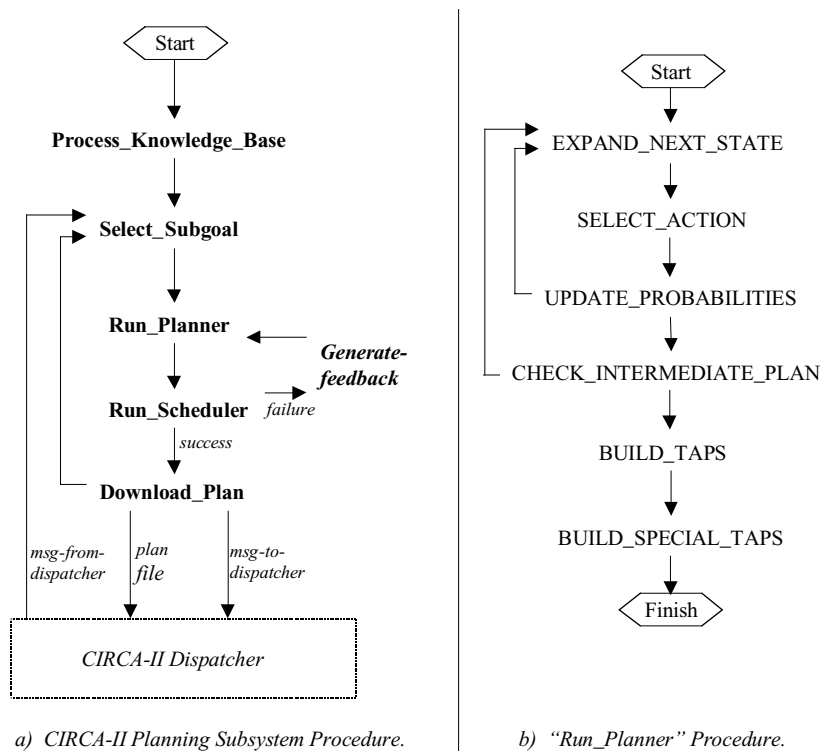 Start
Process_Knowledge_Base
Select_Subgoal
Run_Planner
Generate-
feedback
Run_Scheduler
failure
success
Download_Plan
msg-from-
dispatcher
plan
file
msg-to-
dispatcher
CIRCA-II Dispatcher
a) CIRCA-II Planning Subsystem Procedure.
Start
EXPAND_NEXT_STATE
SELECT_ACTION
UPDATE_PROBABILITIES
CHECK_INTERMEDIATE_PLAN
BUILD_TAPS
BUILD_SPECIAL_TAPS
Finish
b) “Run_Planner” Procedure.